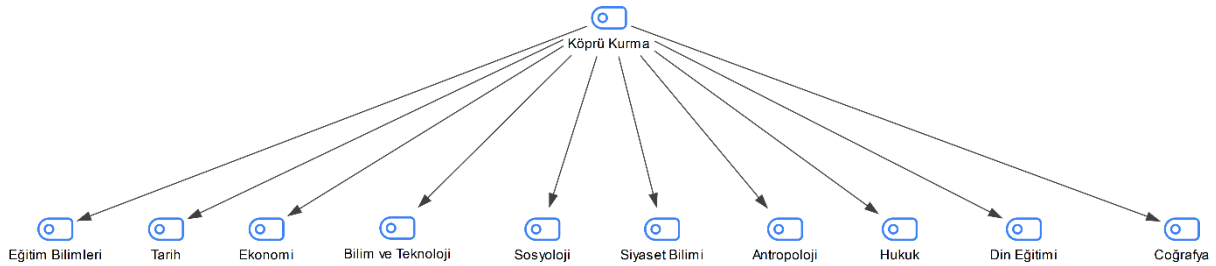 Köprü Kurma
Eğitim Bilimleri
Tarih
Ekonomi
Bilim ve Teknoloji
Sosyoloji
Siyaset Bilimi
Antropoloji
Hukuk
Din Eğitimi
Coğrafya